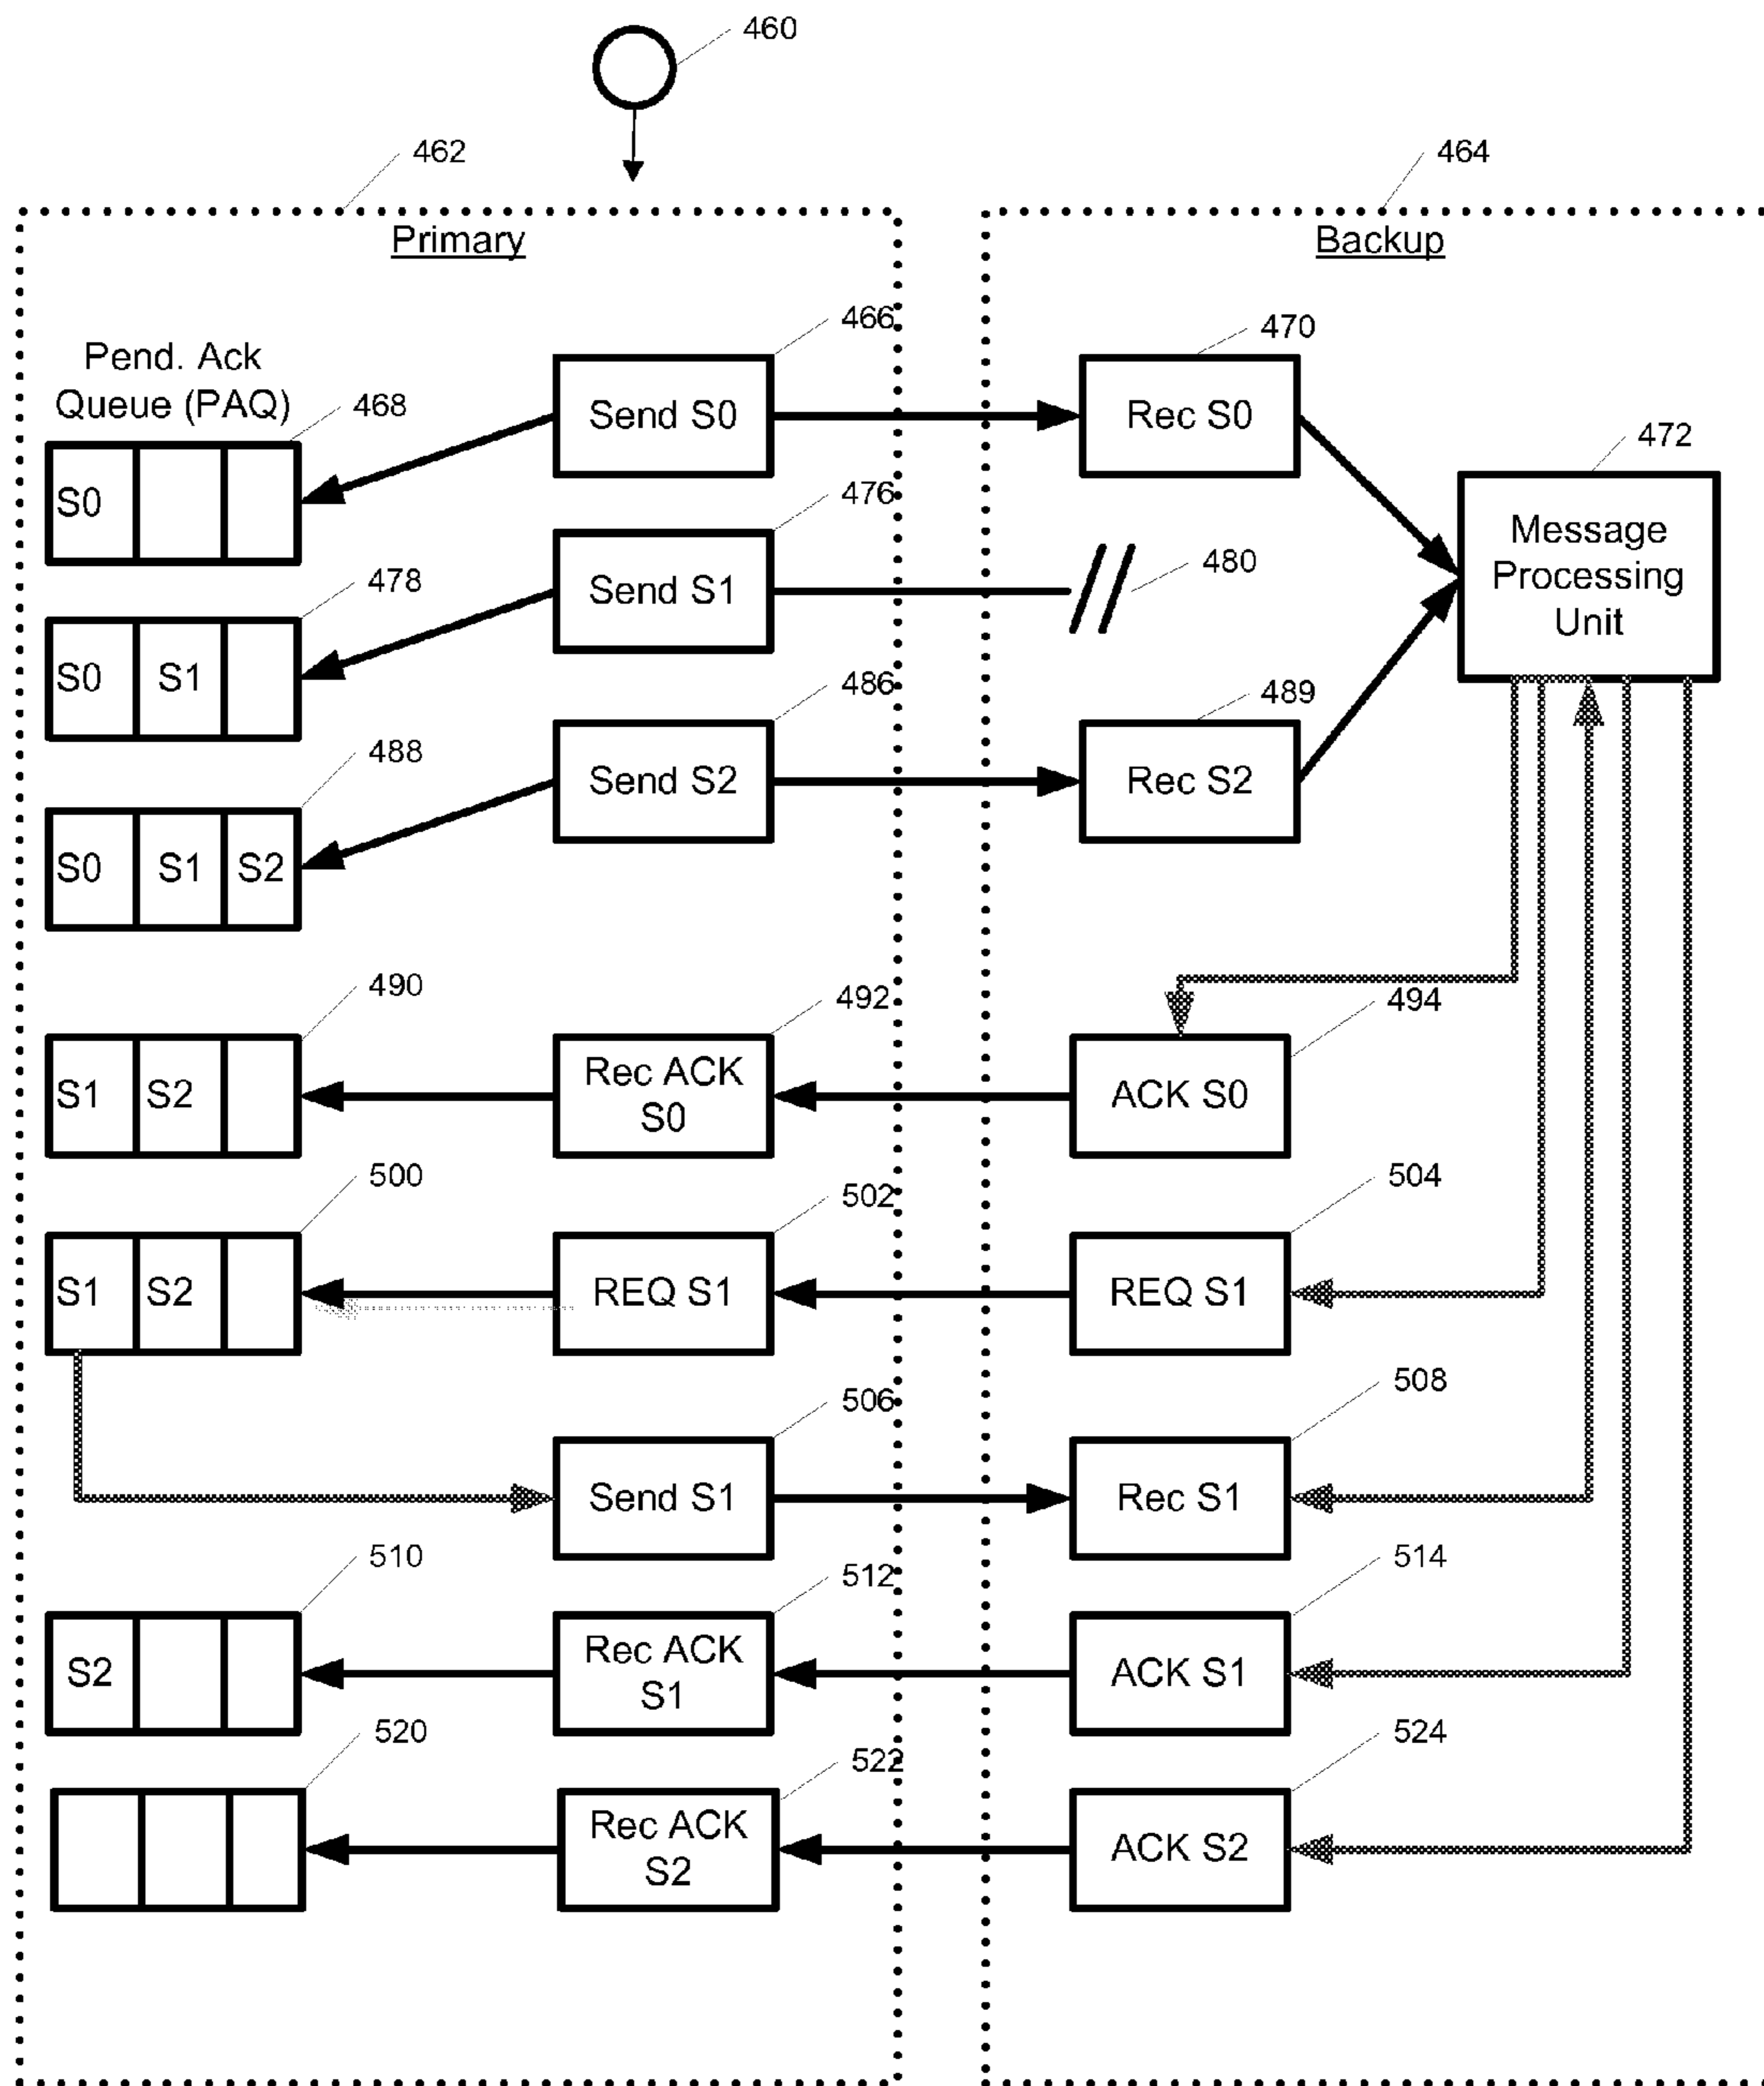 460
462
464
Primary
Backup
466
470
Pend. Ack
Queue (PAQ)
468
Send S0
Rec S0
472
S0
476
Message
Processing
Unit
478
Send S1
480
S0 S1
486
489
488
Send S2
Rec S2
S0 S1 S2
490
492
494
S1 S2
Rec ACK
S0
ACK S0
500
502
504
S1 S2
REQ S1
REQ S1
506
508
Send S1
Rec S1
510
512
514
S2
Rec ACK
S1
ACK S1
520
522
524
Rec ACK
S2
ACK S2